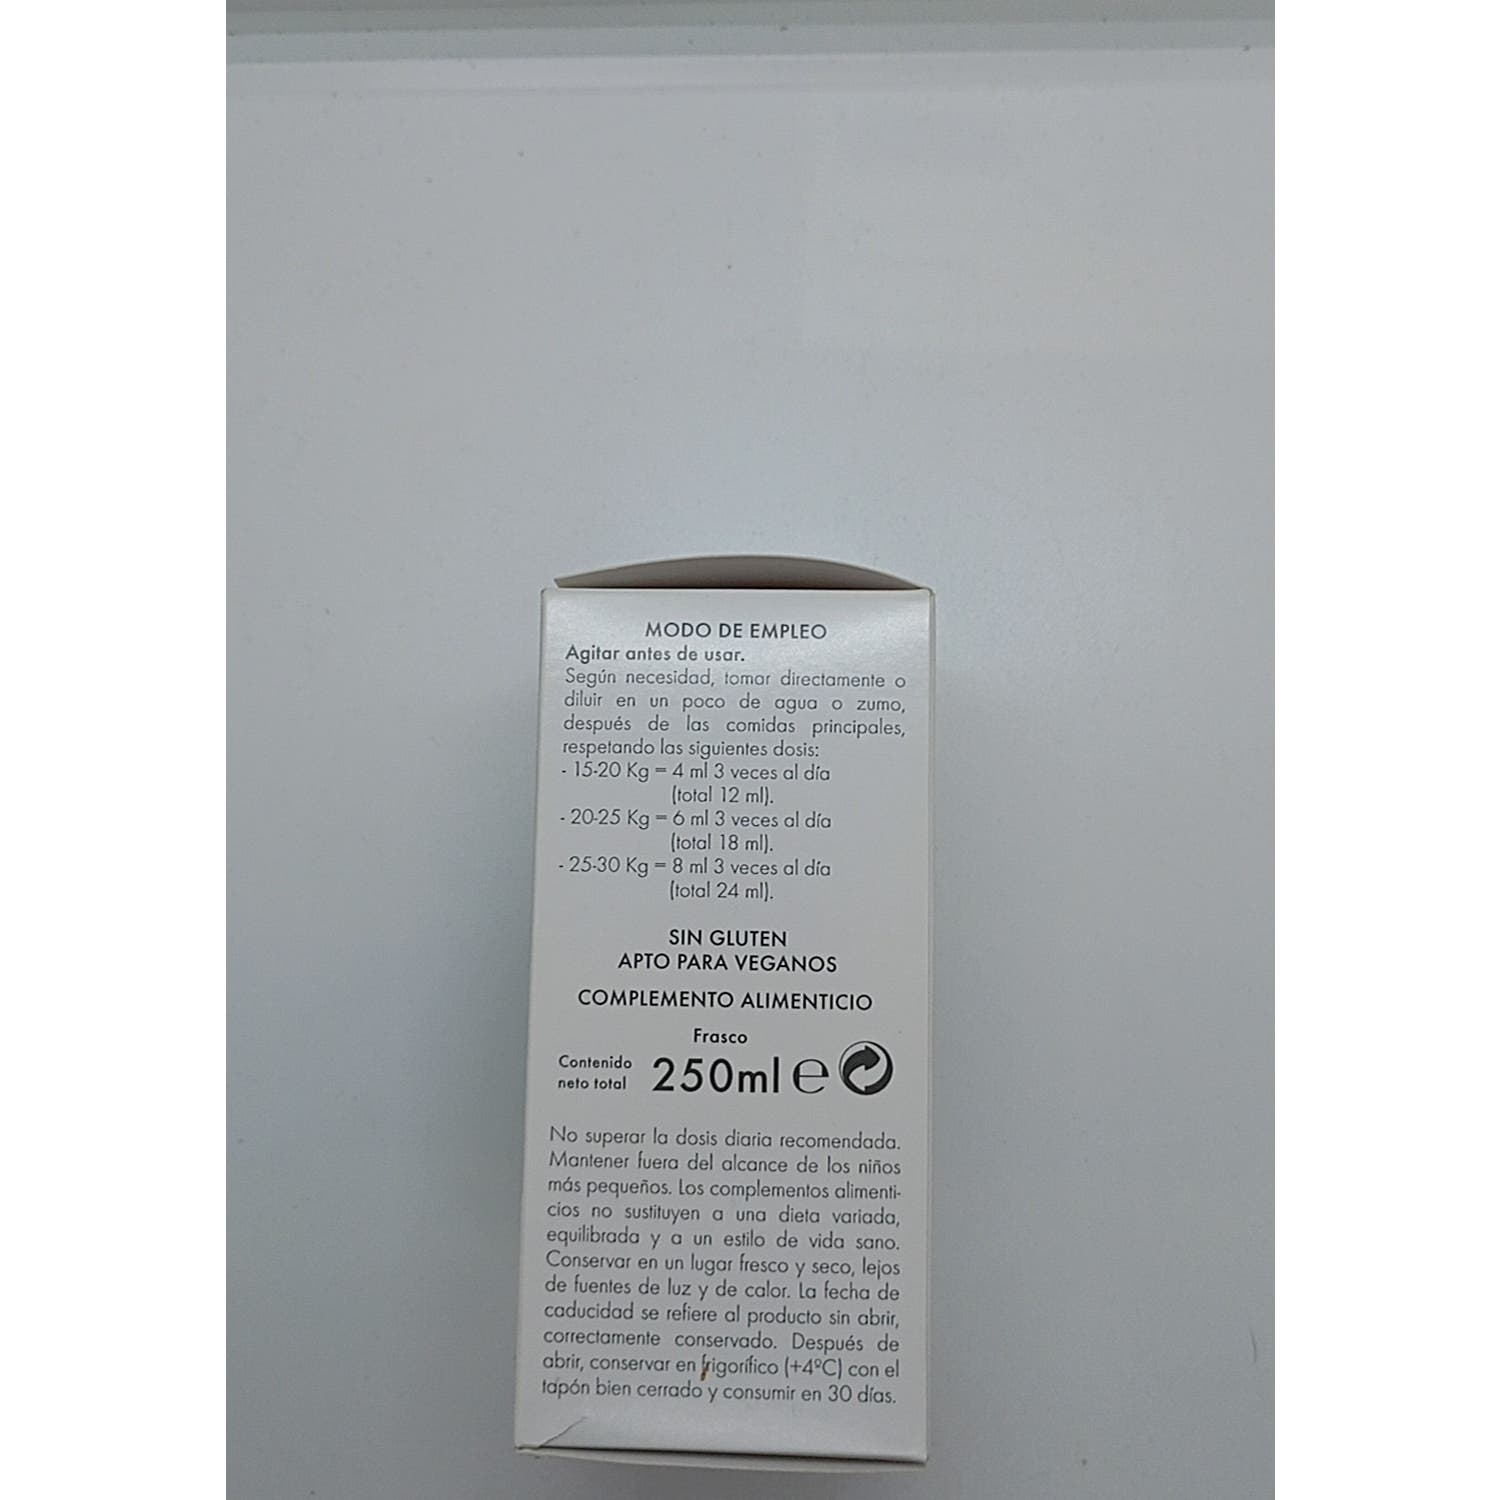 MODO DE EMPLEO
Agitar antes de usar.
Según necesidad, tomar directamente o
diluir en un poco de agua o zumo,
después de las comidas principales,
respetando las siguientes dosis:
- 15-20 Kg = 4 ml 3 veces al día
(total 12 ml).
- 20-25 Kg = 6 ml 3 veces al día
(total 18 ml).
- 25-30 Kg = 8 ml 3 veces al día
(total 24 ml).
SIN GLUTEN
APTO PARA VEGANOS
COMPLEMENTO ALIMENTICIO
Frasco
Contenido
neto total 250ml e
No superar la dosis diaria recomendada.
Mantener fuera del alcance de los niños
más pequeños. Los complementos alimenti-
cios no sustituyen a una dieta variada,
equilibrada y a un estilo de vida sano.
Conservar en un lugar fresco y seco, lejos
de fuentes de luz y de calor. La fecha de
caducidad se refiere al producto sin abrir,
correctamente conservado. Después de
abrir, conservar en frigorífico (+4ºC) con el
tapón bien cerrado y consumir en 30 días.